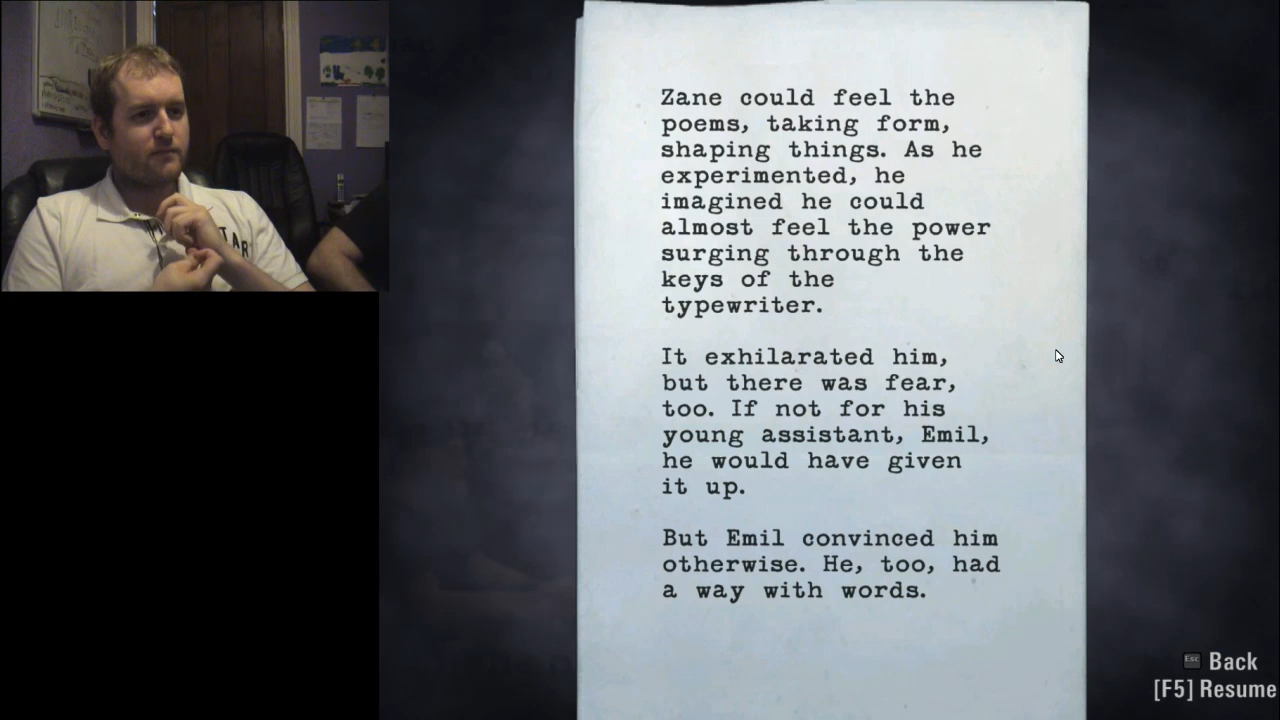 Zane could feel the
poems, taking form,
shaping things. As he
experimented, he
imagined he could
almost feel the power
surging through the
keys of the
typewriter.
It exhilarated him,
but there was fear,
too. If not for his
young assistant, Emil,
he would have given
it up.
But Emil convinced him
otherwise. He, too, had
a way with words.
Esc Back
[F5] Resume